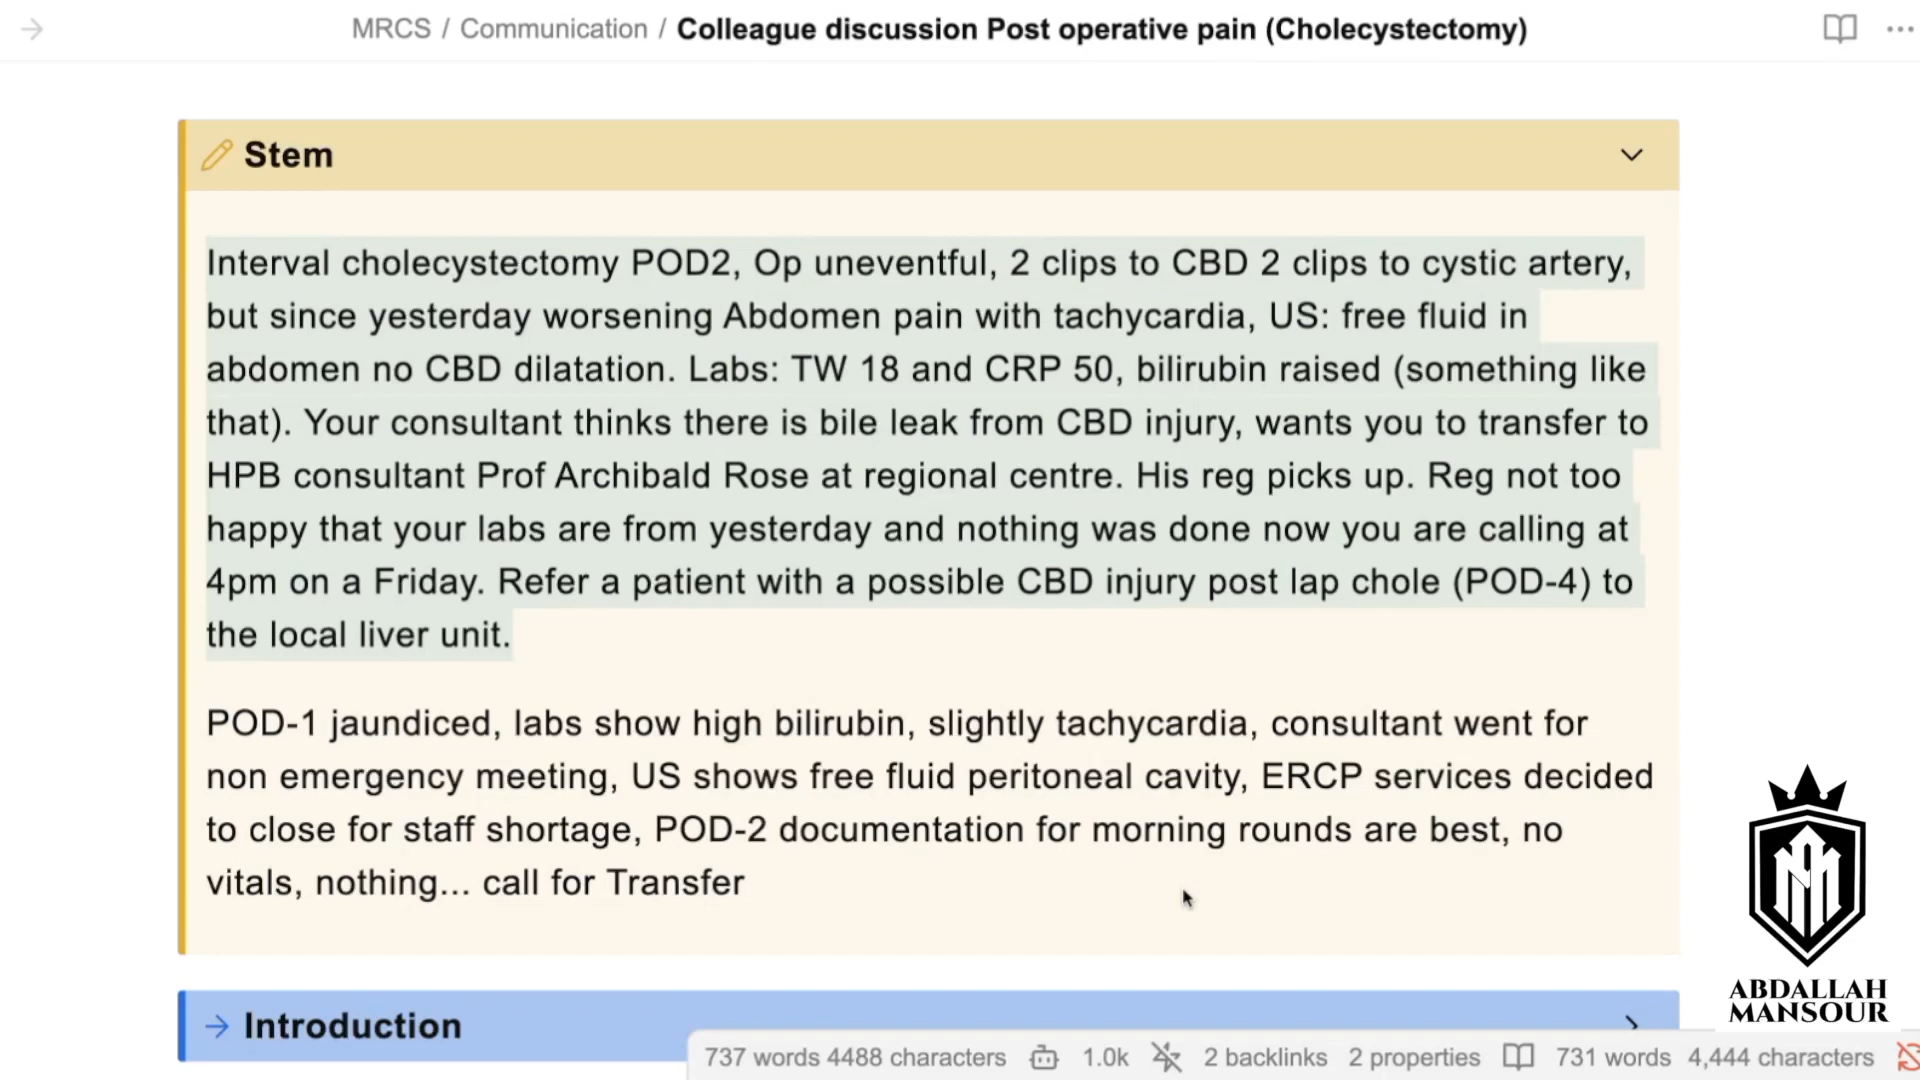 MRCS / Communication / Colleague discussion Post operative pain (Cholecystectomy)
Stem
Interval cholecystectomy POD2, Op uneventful, 2 clips to CBD 2 clips to cystic artery,
but since yesterday worsening Abdomen pain with tachycardia, US: free fluid in
abdomen no CBD dilatation. Labs: TW 18 and CRP 50, bilirubin raised (something like
that). Your consultant thinks there is bile leak from CBD injury, wants you to transfer to
HPB consultant Prof Archibald Rose at regional centre. His reg picks up. Reg not too
happy that your labs are from yesterday and nothing was done now you are calling at
4pm on a Friday. Refer a patient with a possible CBD injury post lap chole (POD-4) to
the local liver unit.
POD-1 jaundiced, labs show high bilirubin, slightly tachycardia, consultant went for
non emergency meeting, US shows free fluid peritoneal cavity, ERCP services decided
to close for staff shortage, POD-2 documentation for morning rounds are best, no
vitals, nothing... call for Transfer
ABDALLAH
MANSOUR
Introduction
737 words 4488 characters 1.0k 2 backlinks 2 properties 731 words 4,444 characters